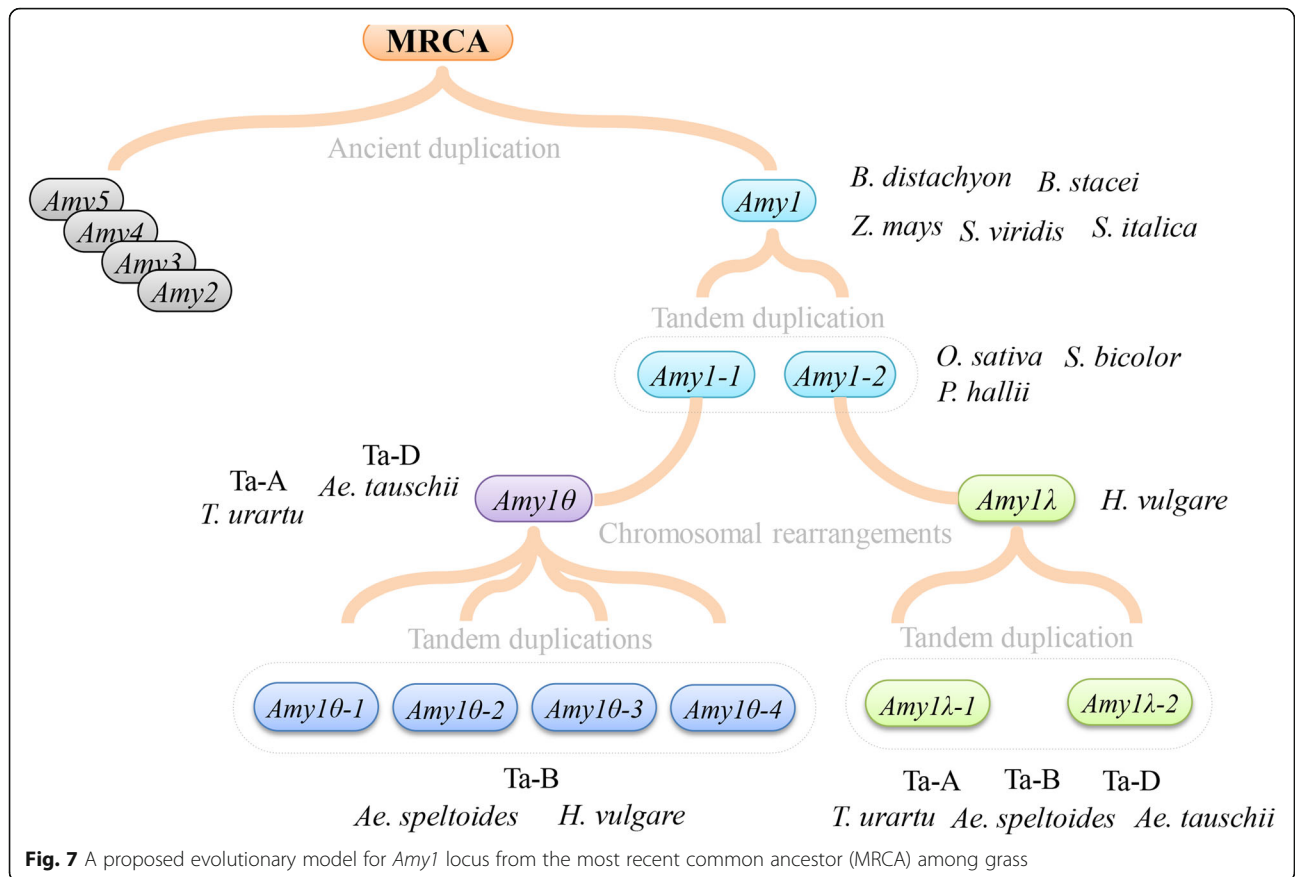 MRCA
Ancient duplication
Amy5
Amy4
Amy3
Amy2
Amy1
B. distachyon B. stacei
Z. mays S. viridis S. italica
Tandem duplication
Amy1-1 Amy1-2
O. sativa S. bicolor
P. hallii
Ta-A Ta-D
T. urartu Ae. tauschii
Amy1θ
Amy1λ
H. vulgare
Chromosomal rearrangements
Tandem duplications
Amy1θ-1 Amy1θ-2 Amy1θ-3 Amy1θ-4
Ta-B
Ae. speltoides H. vulgare
Tandem duplication
Amy1λ-1 Amy1λ-2
Ta-A Ta-B Ta-D
T. urartu Ae. speltoides Ae. tauschii
Fig. 7 A proposed evolutionary model for Amy1 locus from the most recent common ancestor (MRCA) among grass